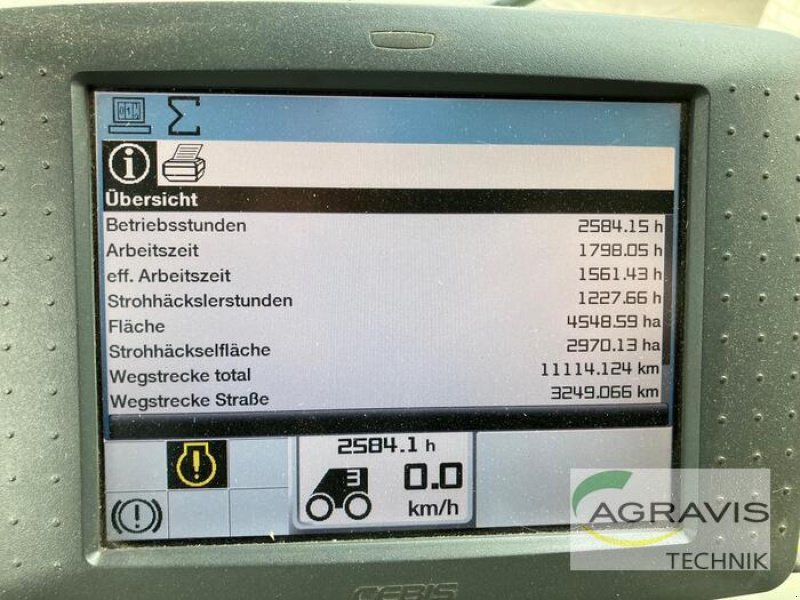 Übersicht
Betriebsstunden 2584.15 h
Arbeitszeit 1798.05 h
eff. Arbeitszeit 1561.43 h
Strohhäckslerstunden 1227.66 h
Fläche 4548.59 ha
Strohhäckselfläche 2970.13 ha
Wegstrecke total 11114.124 km
Wegstrecke Straße 3249.066 km
2584.1 h
3 0.0
km/h
AGRAVIS
TECHNIK
CEBIS